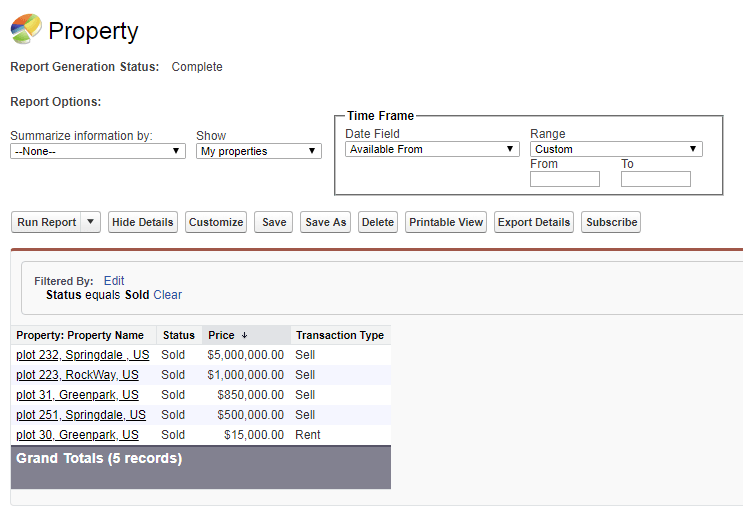 Property
Report Generation Status: Complete
Report Options:
Summarize information by:
--None--
Show
My properties
Time Frame
Date Field
Available From
Range
Custom
From
To
Run Report Hide Details Customize Save Save As Delete Printable View Export Details Subscribe
Filtered By: Edit
Status equals Sold Clear
Property: Property Name Status Price ↓ Transaction Type
plot 232, Springdale , US Sold $5,000,000.00 Sell
plot 223, RockWay, US Sold $1,000,000.00 Sell
plot 31, Greenpark, US Sold $850,000.00 Sell
plot 251, Springdale, US Sold $500,000.00 Sell
plot 30, Greenpark, US Sold $15,000.00 Rent
Grand Totals (5 records)